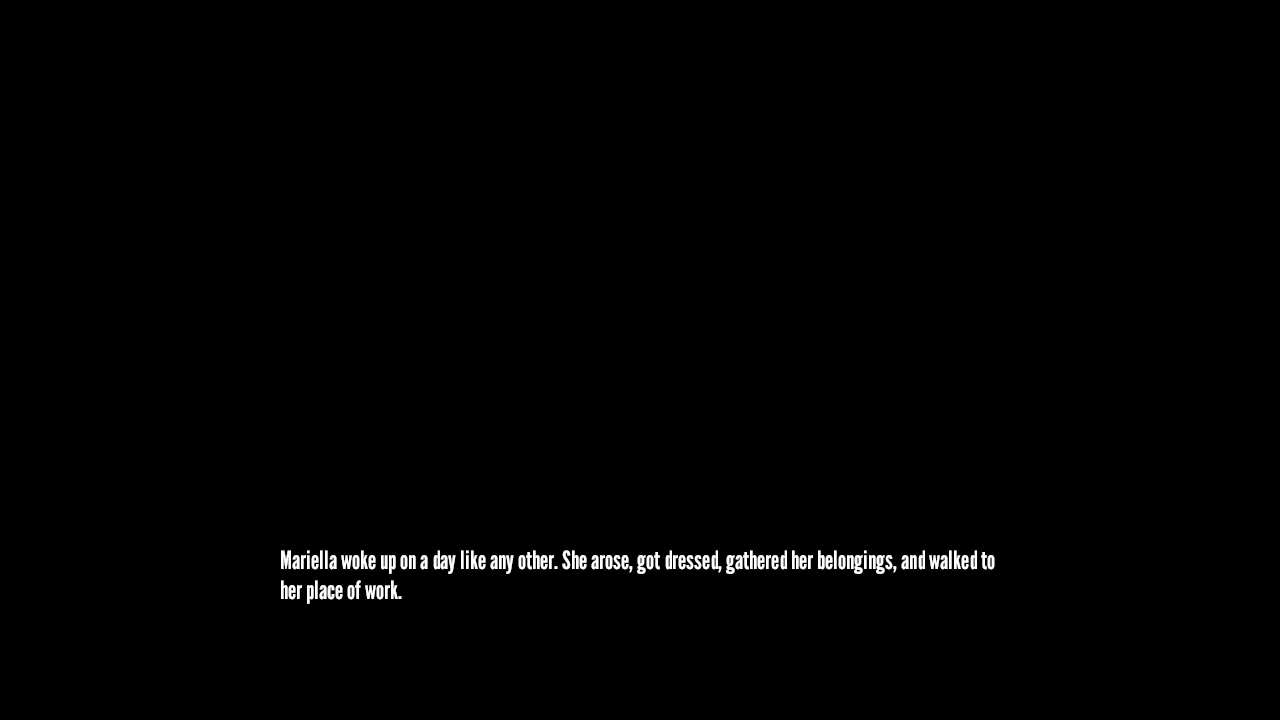 Mariella woke up on a day like any other. She arose, got dressed, gathered her belongings, and walked to
her place of work.